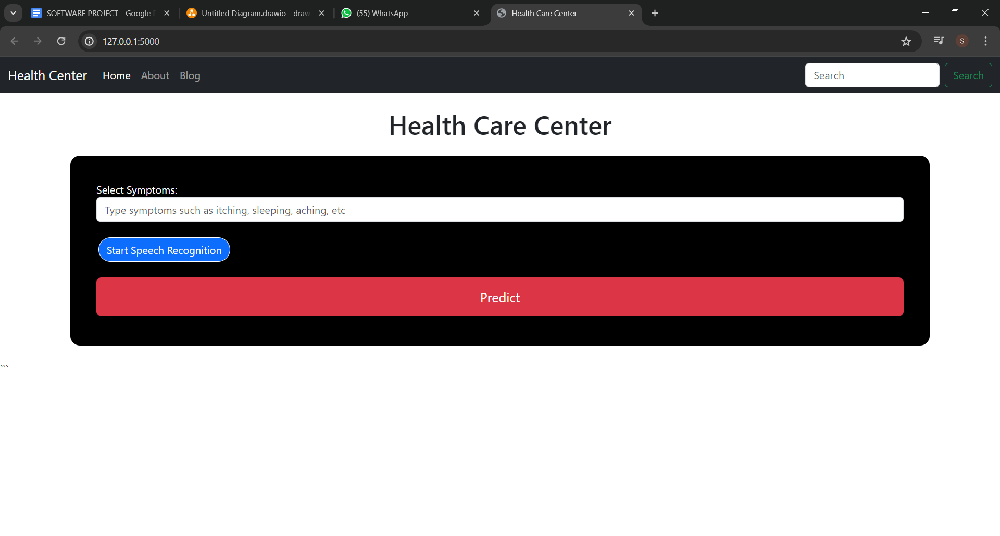 SOFTWARE PROJECT - Google
Untitled Diagram.drawio - draw
(55) WhatsApp
Health Care Center
127.0.0.1:5000
S
Health Center
Home
About
Blog
Search
Search
Health Care Center
Select Symptoms:
Type symptoms such as itching, sleeping, aching, etc
Start Speech Recognition
Predict
```